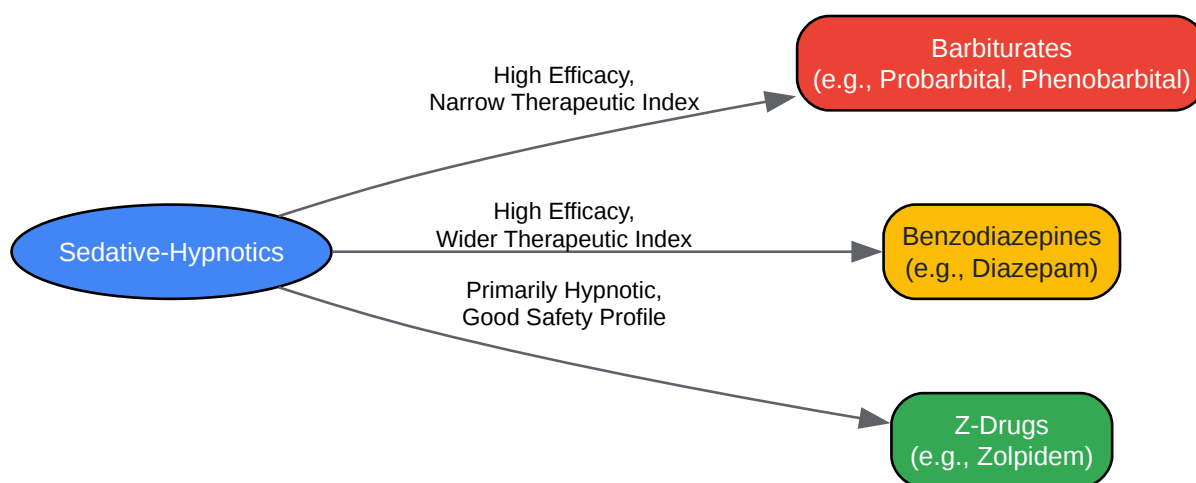 Barbiturates
(e.g., Probarbital, Phenobarbital)
High Efficacy,
Narrow Therapeutic Index
Sedative-Hypnotics
High Efficacy,
Wider Therapeutic Index
Benzodiazepines
(e.g., Diazepam)
Primarily Hypnotic,
Good Safety Profile
Z-Drugs
(e.g., Zolpidem)